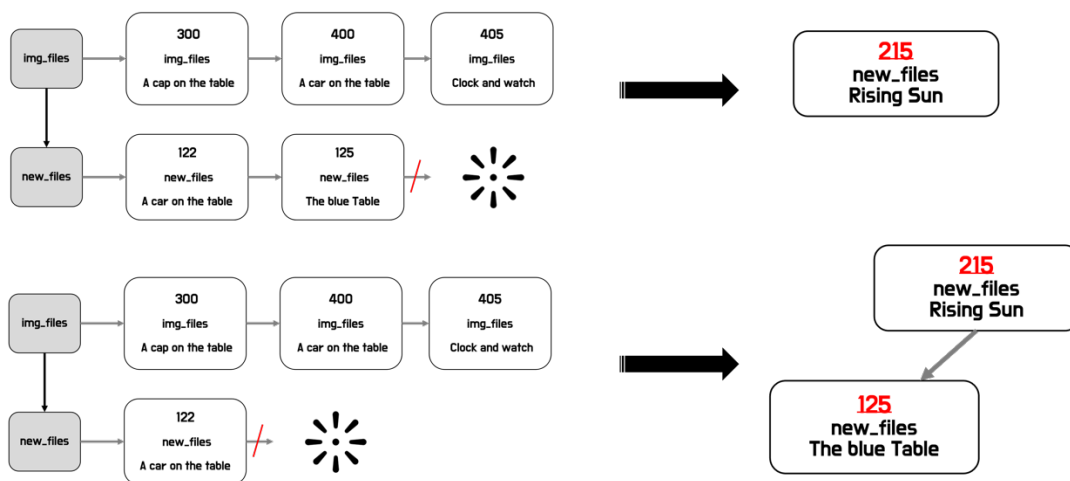 img_files
300
img_files
A cap on the table
400
img_files
A car on the table
405
img_files
Clock and watch
215
new_files
Rising Sun
new_files
122
new_files
A car on the table
125
new_files
The blue Table
img_files
300
img_files
A cap on the table
400
img_files
A car on the table
405
img_files
Clock and watch
215
new_files
Rising Sun
new_files
122
new_files
A car on the table
125
new_files
The blue Table